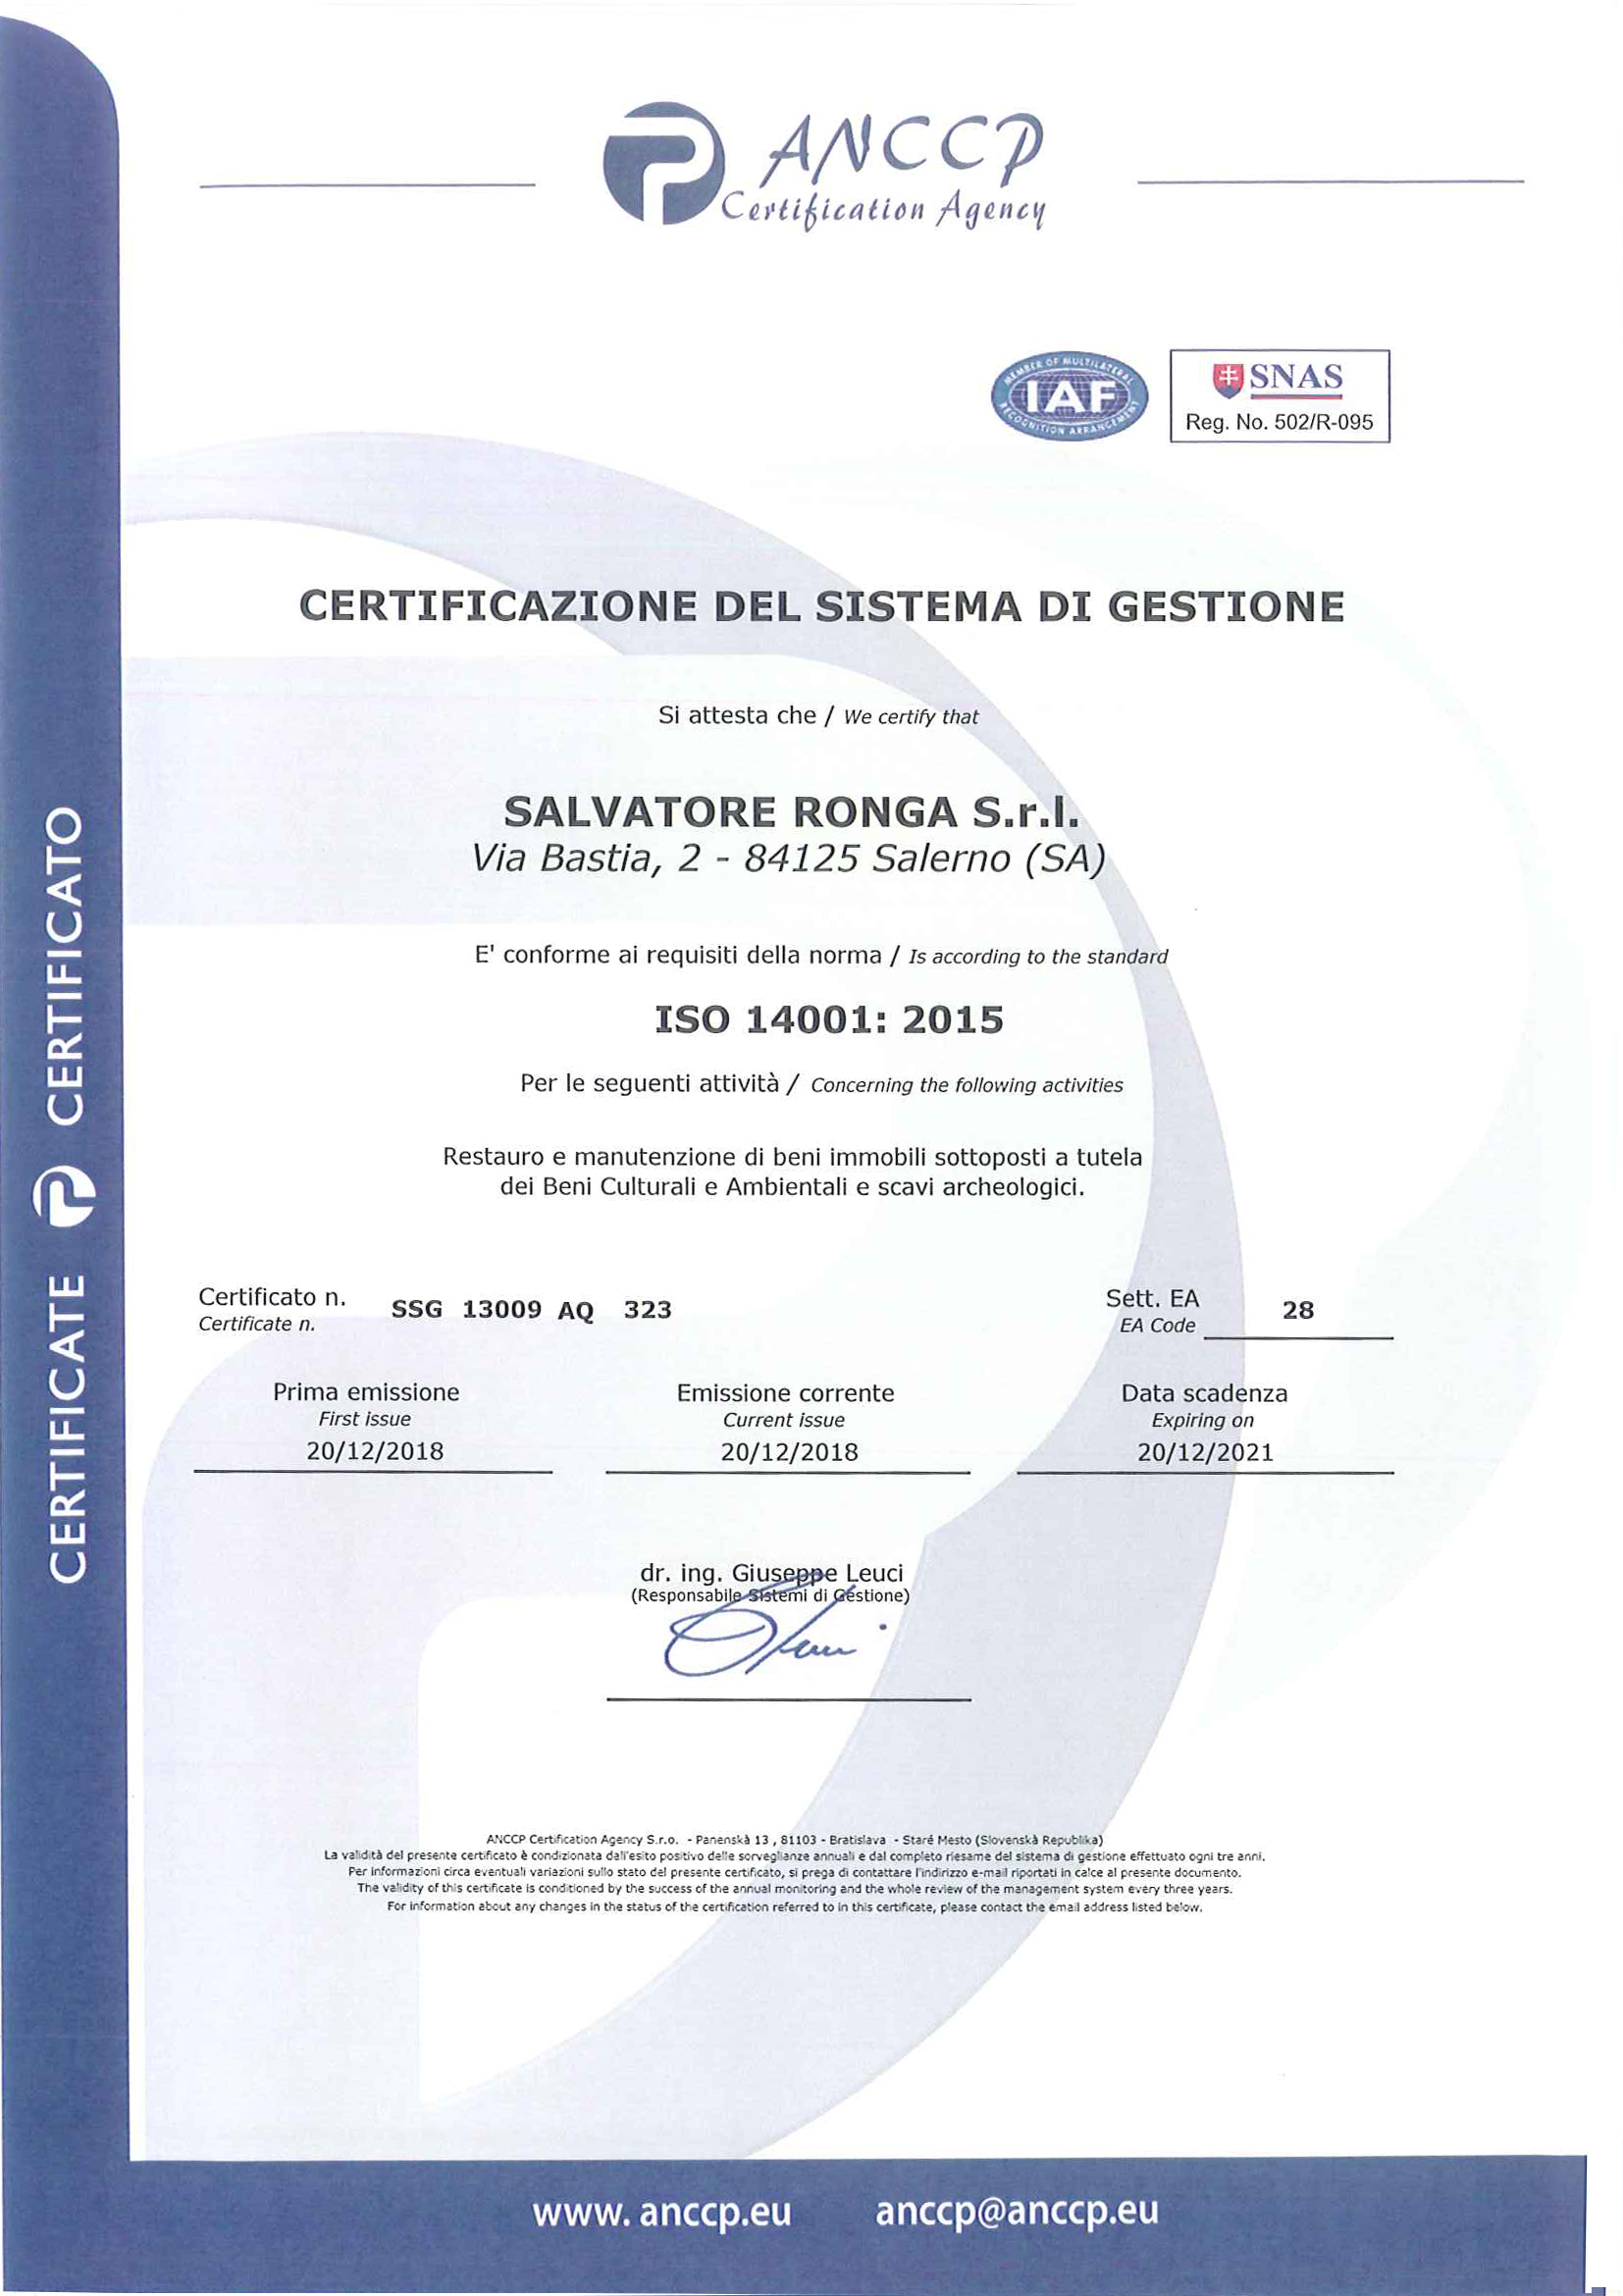 ANCCP
Certification Agency
MEMBER OF MULTILATERAL
IAF
RECOGNITION ARRANGEMENT
SNAS
Reg. No. 502/R-095
CERTIFICAZIONE DEL SISTEMA DI GESTIONE
Si attesta che / We certify that
SALVATORE RONGA S.r.l.
Via Bastia, 2 - 84125 Salerno (SA)
E' conforme ai requisiti della norma / Is according to the standard
ISO 14001: 2015
Per le seguenti attività / Concerning the following activities
Restauro e manutenzione di beni immobili sottoposti a tutela
dei Beni Culturali e Ambientali e scavi archeologici.
Certificato n. SSG 13009 AQ 323
Certificate n.
Sett. EA 28
EA Code
Prima emissione
First issue
20/12/2018
Emissione corrente
Current issue
20/12/2018
Data scadenza
Expiring on
20/12/2021
dr. ing. Giuseppe Leuci
(Responsabile Sistemi di Gestione)
ANCCP Certification Agency S.r.o. - Panenskà 13 , 81103 - Bratislava - Staré Mesto (Slovenskà Republika)
La validità del presente certificato è condizionata dall'esito positivo delle sorveglianze annuali e dal completo riesame del sistema di gestione effettuato ogni tre anni.
Per informazioni circa eventuali variazioni sullo stato del presente certificato, si prega di contattare l'indirizzo e-mail riportati in calce al presente documento.
The validity of this certificate is conditioned by the success of the annual monitoring and the whole review of the management system every three years.
For information about any changes in the status of the certification referred to in this certificate, please contact the email address listed below.
www. anccp.eu anccp@anccp.eu
CERTIFICATE CERTIFICATO